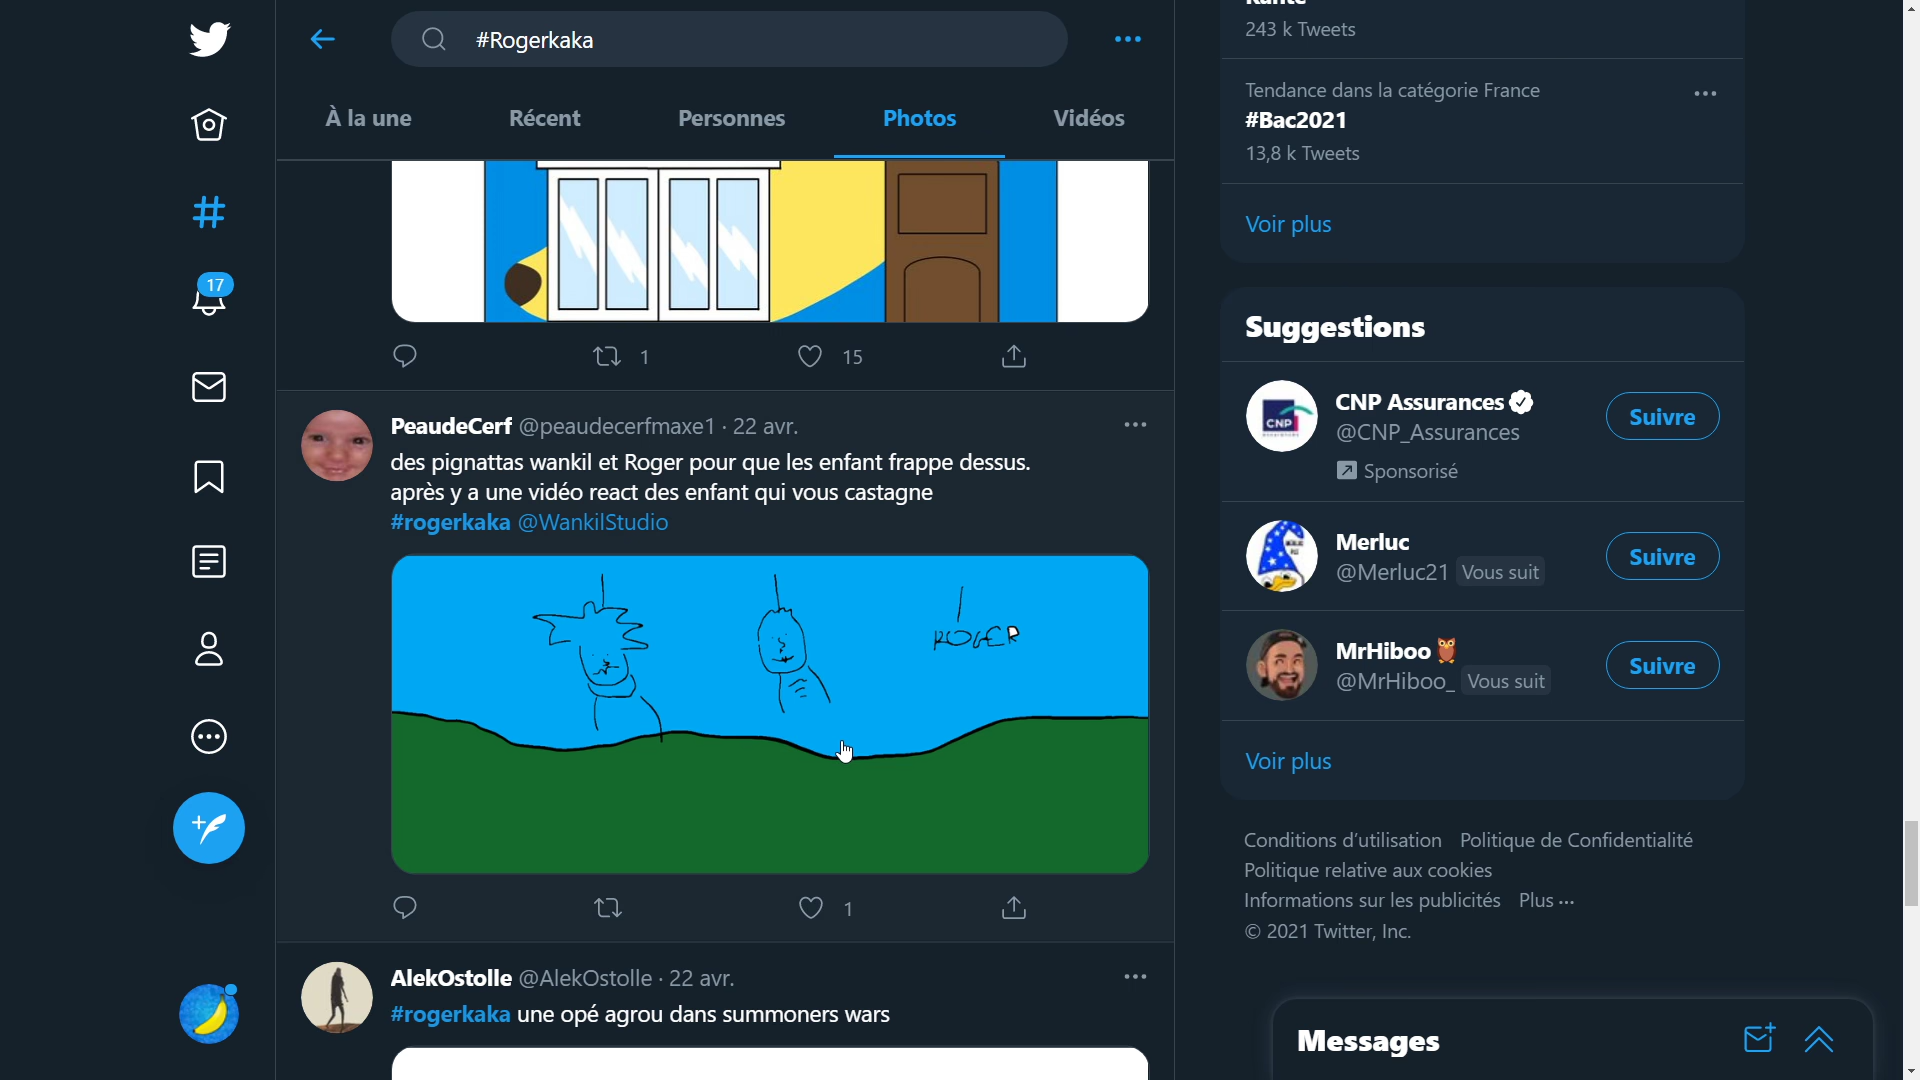 #Rogerkaka
À la une
Récent
Personnes
Photos
Vidéos
17
1
15
PeaudeCerf @peaudecerfmaxe1 · 22 avr.
des pignattas wankil et Roger pour que les enfant frappe dessus.
après y a une vidéo react des enfant qui vous castagne
#rogerkaka @WankilStudio
ROGER
1
AlekOstolle @AlekOstolle · 22 avr.
#rogerkaka une opé agrou dans summoners wars
243 k Tweets
Tendance dans la catégorie France
#Bac2021
13,8 k Tweets
Voir plus
Suggestions
CNP
CNP Assurances
@CNP_Assurances
Sponsorisé
Suivre
Merluc
@Merluc21 Vous suit
Suivre
MrHiboo
@MrHiboo_ Vous suit
Suivre
Voir plus
Conditions d'utilisation Politique de Confidentialité
Politique relative aux cookies
Informations sur les publicités Plus ···
© 2021 Twitter, Inc.
Messages